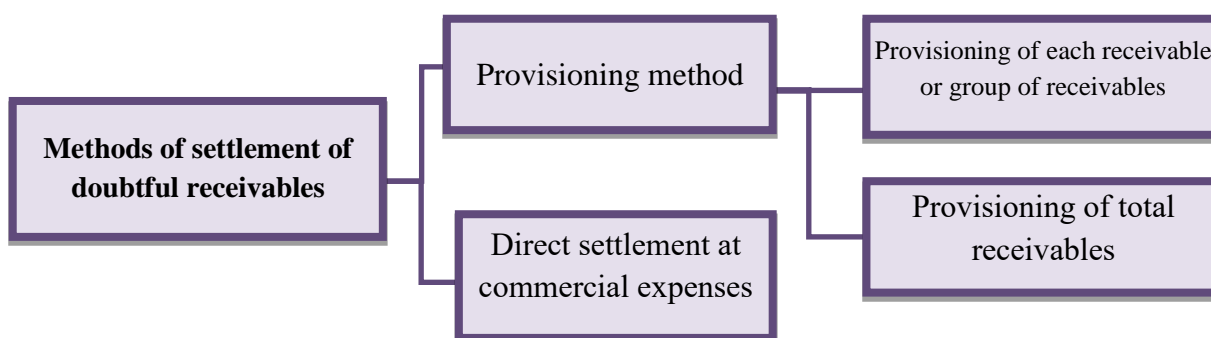 Methods of settlement of
doubtful receivables
Provisioning method
Direct settlement at
commercial expenses
Provisioning of each receivable
or group of receivables
Provisioning of total
receivables